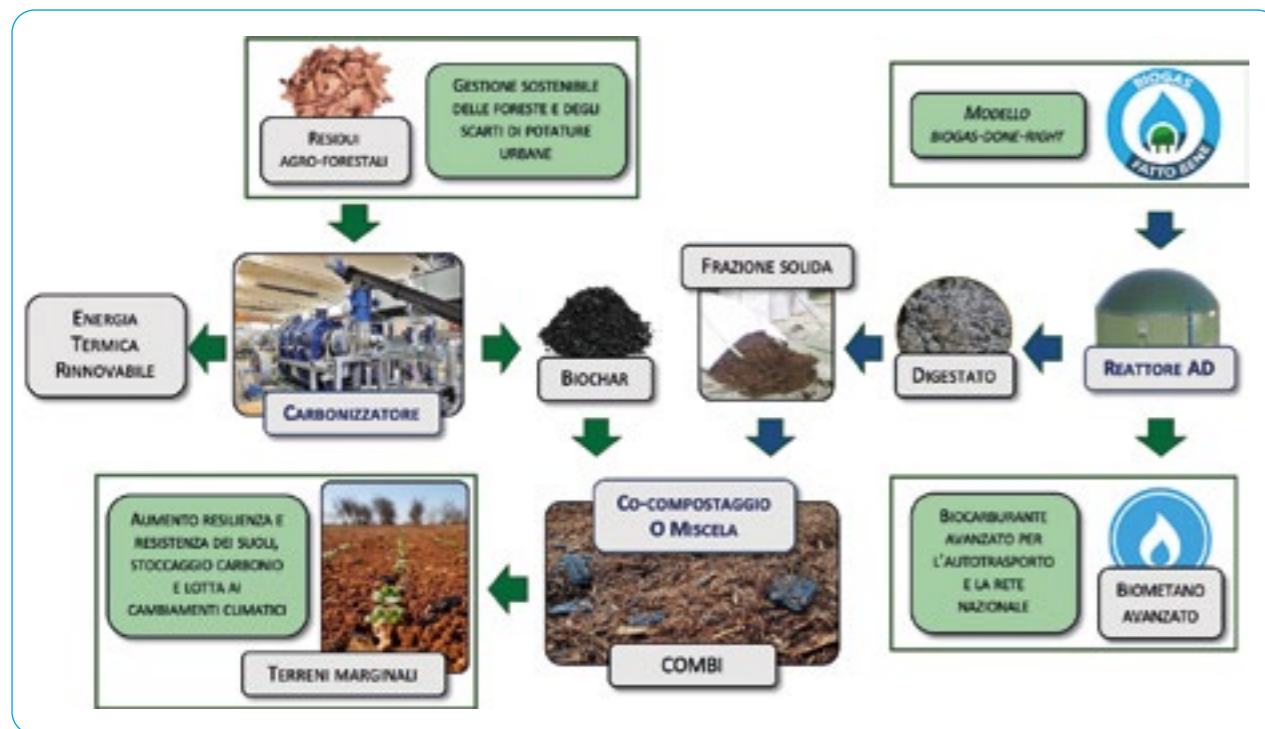 RESIDUI
AGRO-FORESTALI
GESTIONE SOSTENIBILE
DELLE FORESTE E DEGLI
SCARTI DI POTATURE
URBANE
MODELLO
BIOGAS-DONE-RIGHT
BIOGAS
FATTO BENE
ENERGIA
TERMICA
RINNOVABILE
CARBONIZZATORE
BIOCHAR
FRAZIONE SOLIDA
DIGESTATO
REATTORE AD
AUMENTO RESILIENZA E
RESISTENZA DEI SUOLI,
STOCCAGGIO CARBONIO
E LOTTA AI
CAMBIAMENTI CLIMATICI
TERRENI MARGINALI
CO-COMPOSTAGGIO
O MISCELA
COMBI
BIOCARBURANTE
AVANZATO PER
L'AUTOTRASPORTO
E LA RETE
NAZIONALE
BIOMETANO
AVANZATO